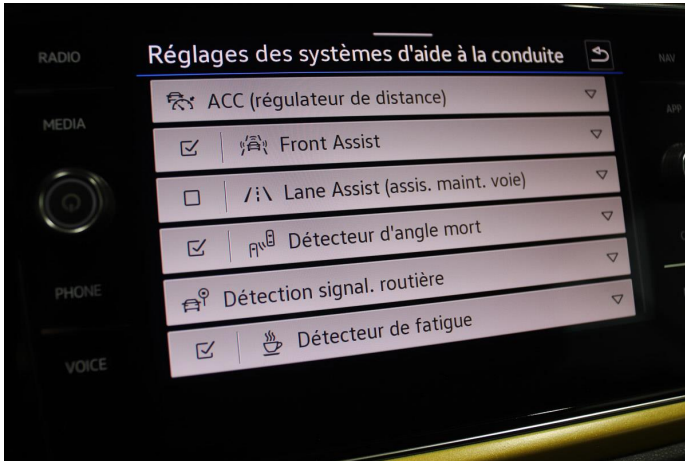 RADIO
Réglages des systèmes d'aide à la conduite
NAV
ACC (régulateur de distance)
APP
MEDIA
Front Assist
Lane Assist (assis. maint. voie)
Détecteur d'angle mort
Détection signal. routière
PHONE
Détecteur de fatigue
VOICE